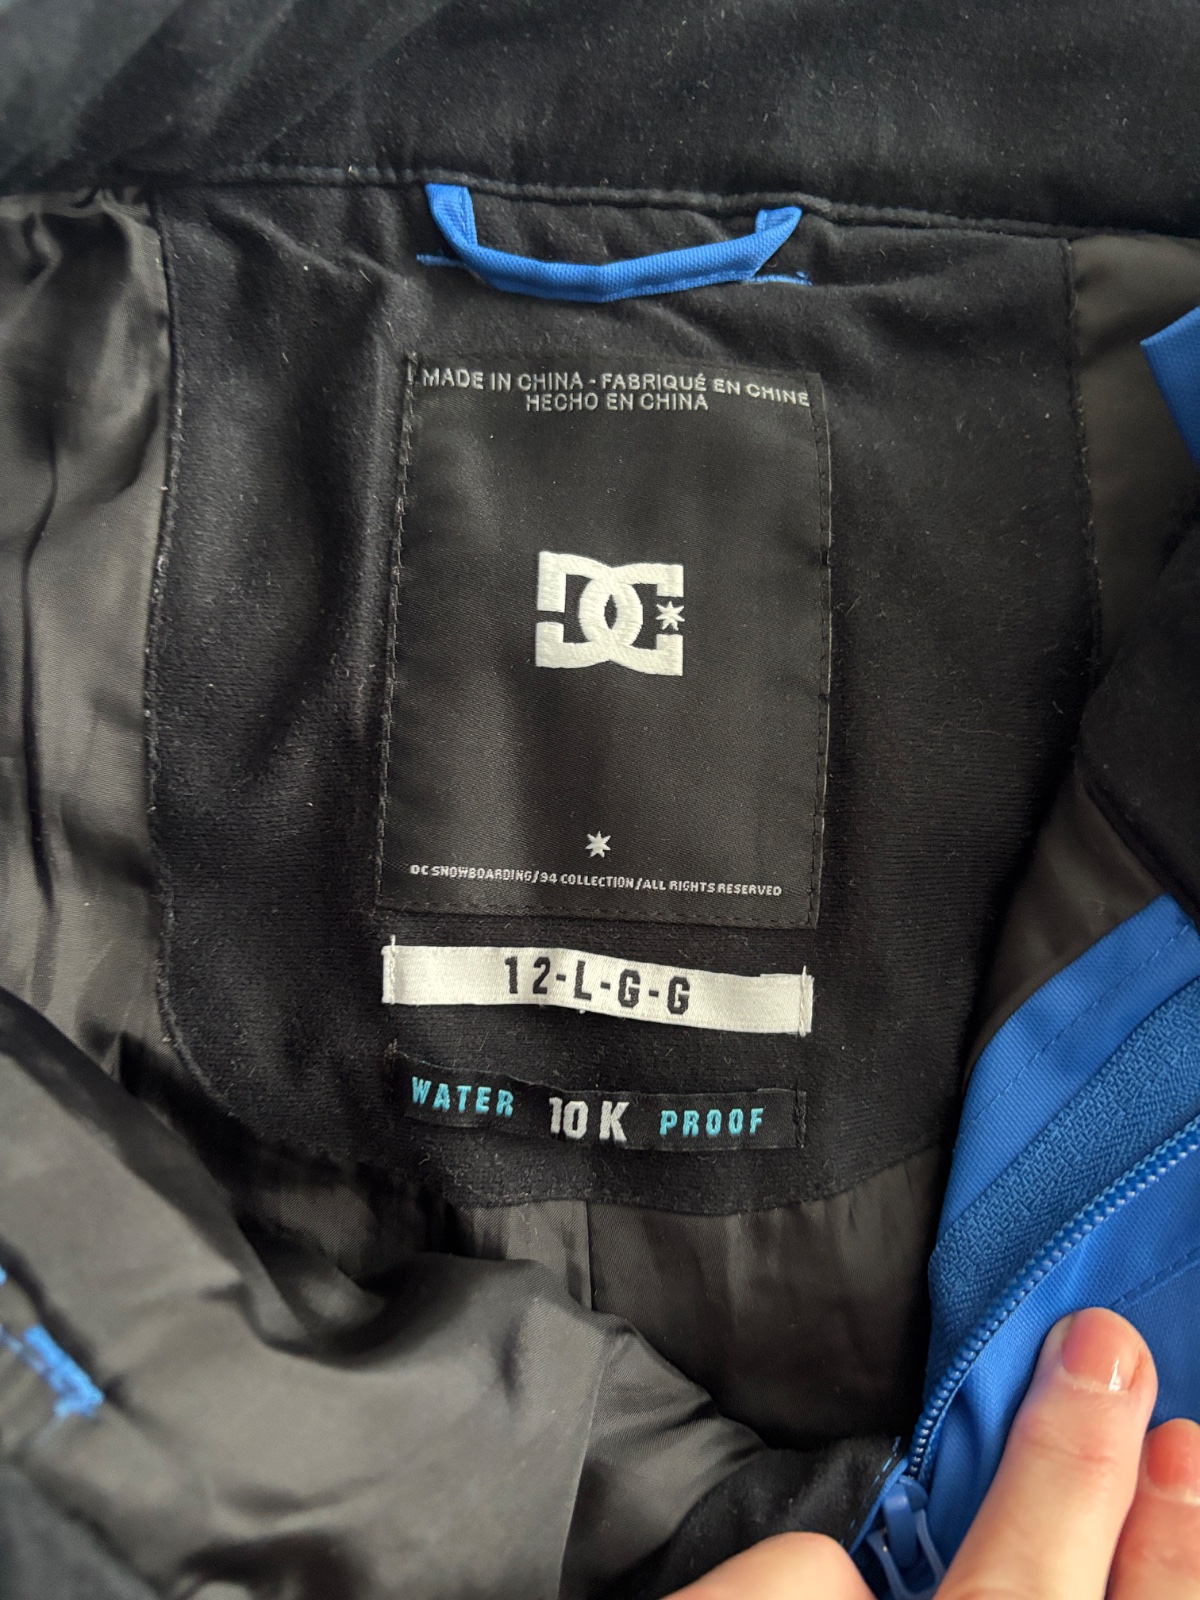 MADE IN CHINA - FABRIQUÉ EN CHINE
HECHO EN CHINA
DC
DC SNOWBOARDING/94 COLLECTION/ALL RIGHTS RESERVED
12-L-G-G
WATER 10K PROOF